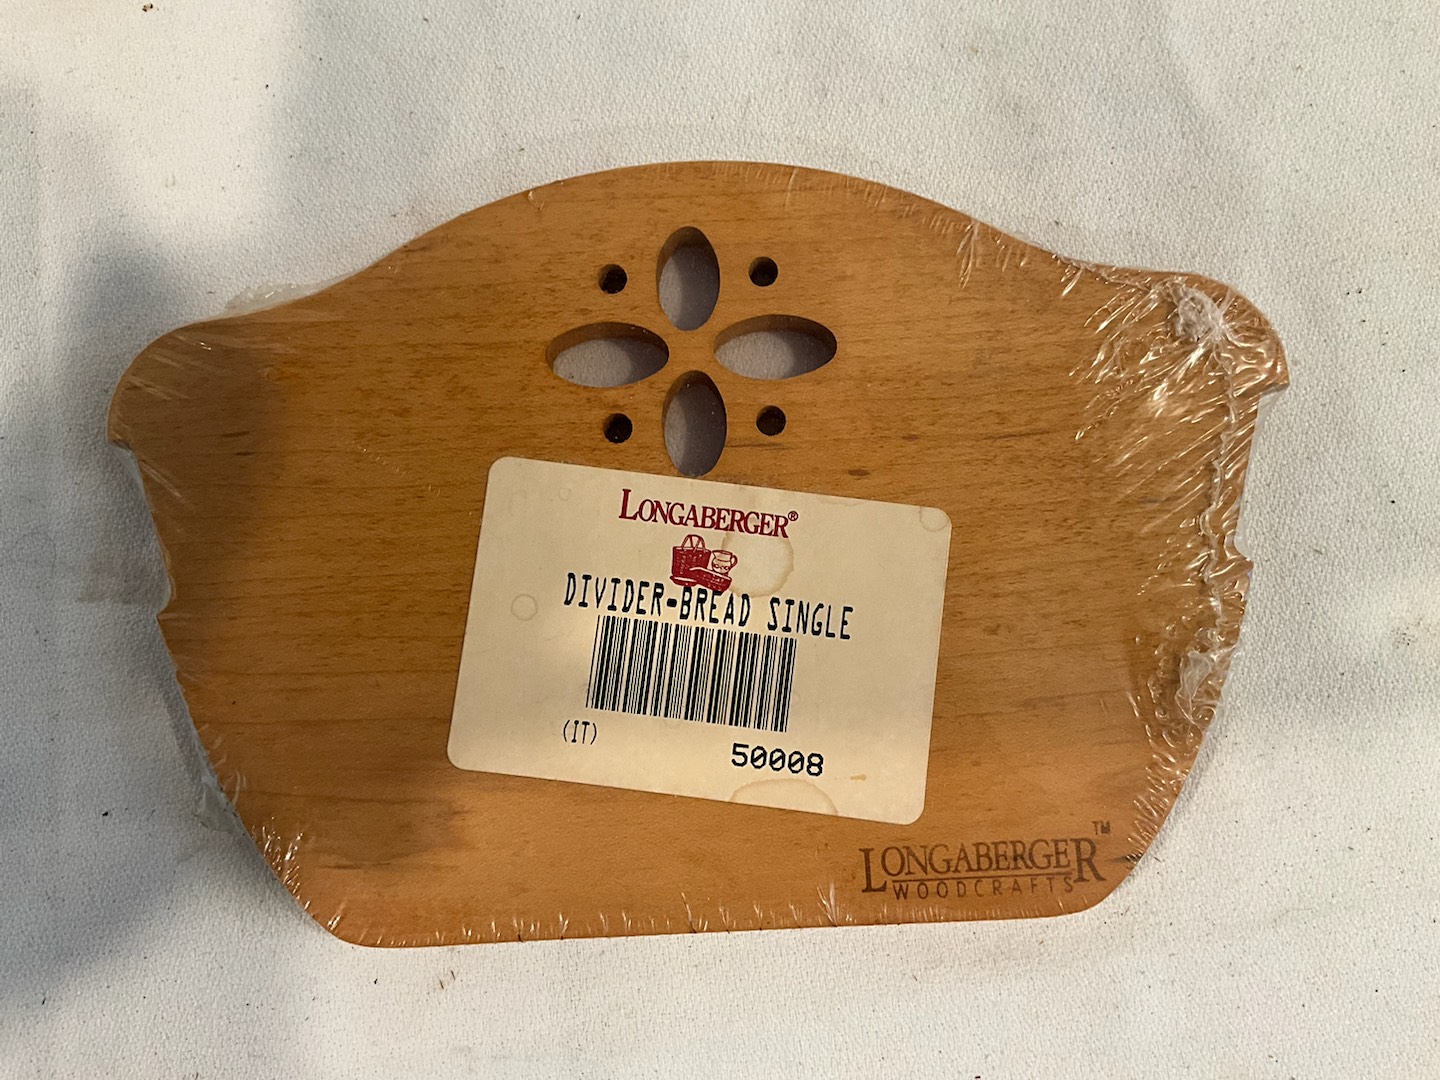 LONGABERGER®
DIVIDER-BREAD SINGLE
(IT)
50008
LONGABERGER™
WOODCRAFTS